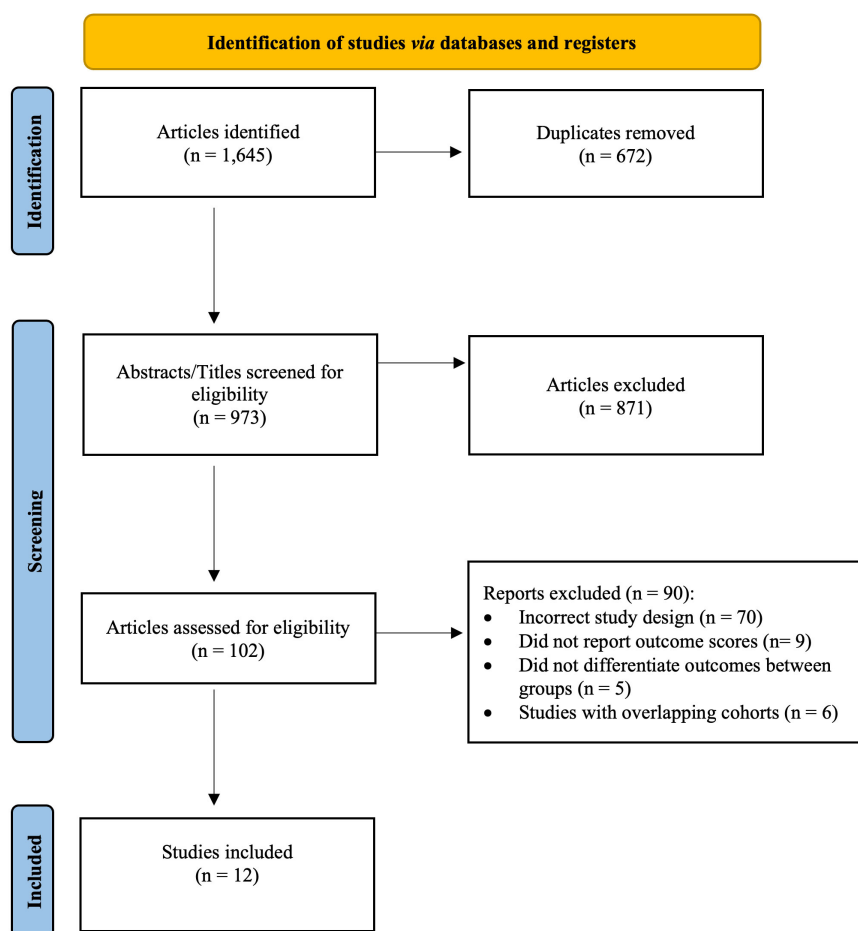 Identification of studies via databases and registers
Identification
Articles identified
(n = 1,645)
Duplicates removed
(n = 672)
Screening
Abstracts/Titles screened for
eligibility
(n = 973)
Articles excluded
(n = 871)
Articles assessed for eligibility
(n = 102)
Reports excluded (n = 90):
• Incorrect study design (n = 70)
• Did not report outcome scores (n= 9)
• Did not differentiate outcomes between
groups (n = 5)
• Studies with overlapping cohorts (n = 6)
Included
Studies included
(n = 12)